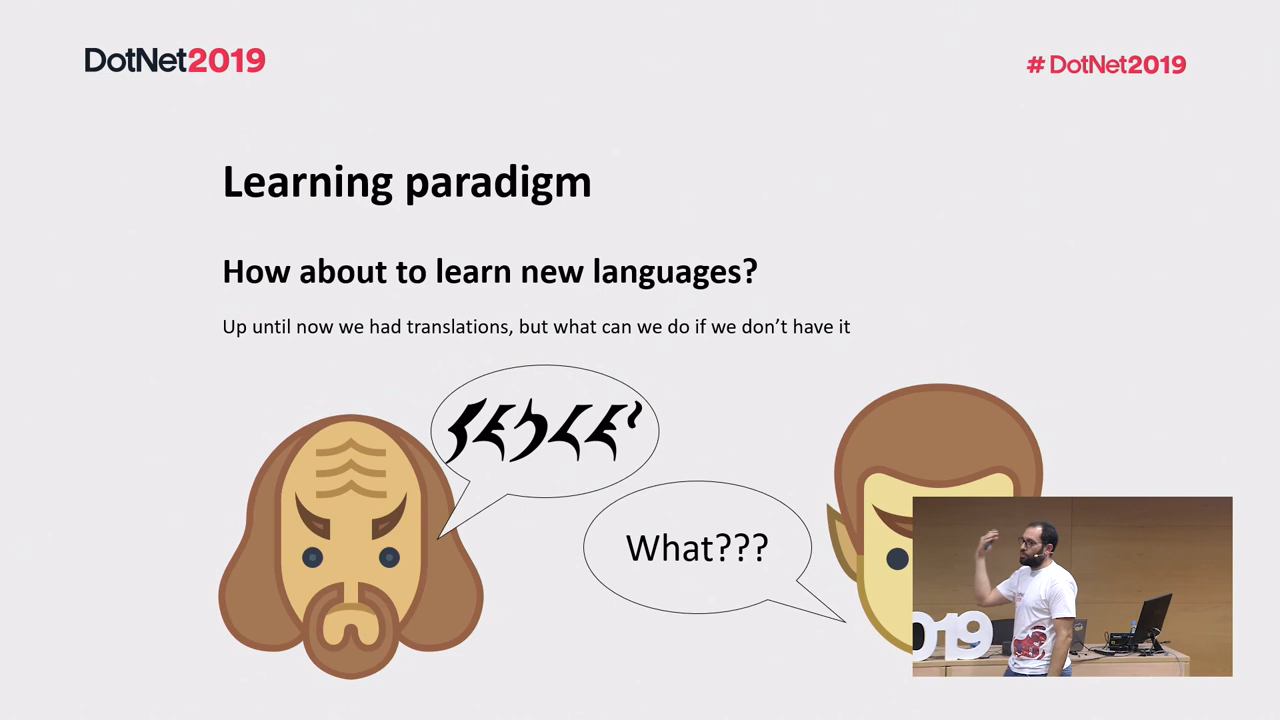 DotNet2019
# DotNet2019
Learning paradigm
How about to learn new languages?
Up until now we had translations, but what can we do if we don't have it
What???
019